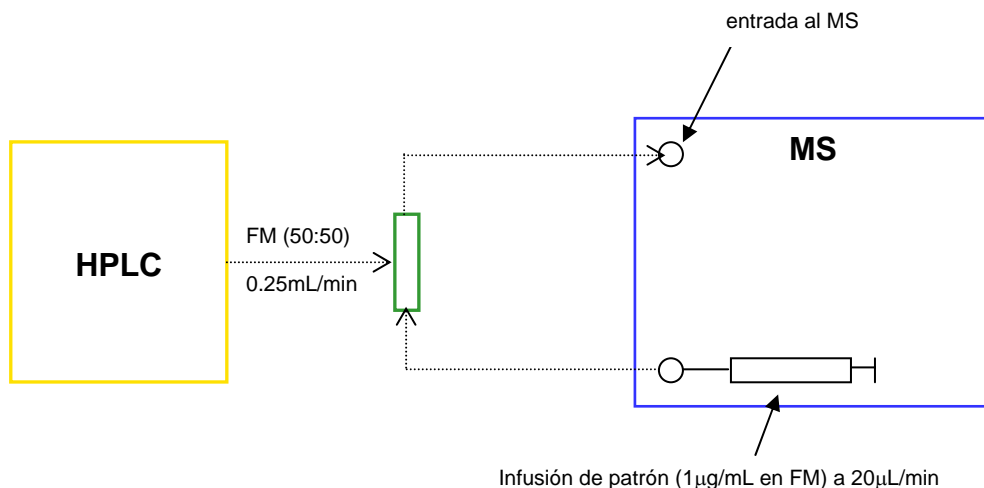 entrada al MS
MS
FM (50:50)
HPLC
0.25mL/min
Infusión de patrón (1μg/mL en FM) a 20μL/min